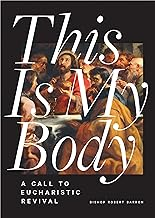 This
Is My
Body
A CALL TO
EUCHARISTIC
REVIVAL
BISHOP ROBERT BARRON